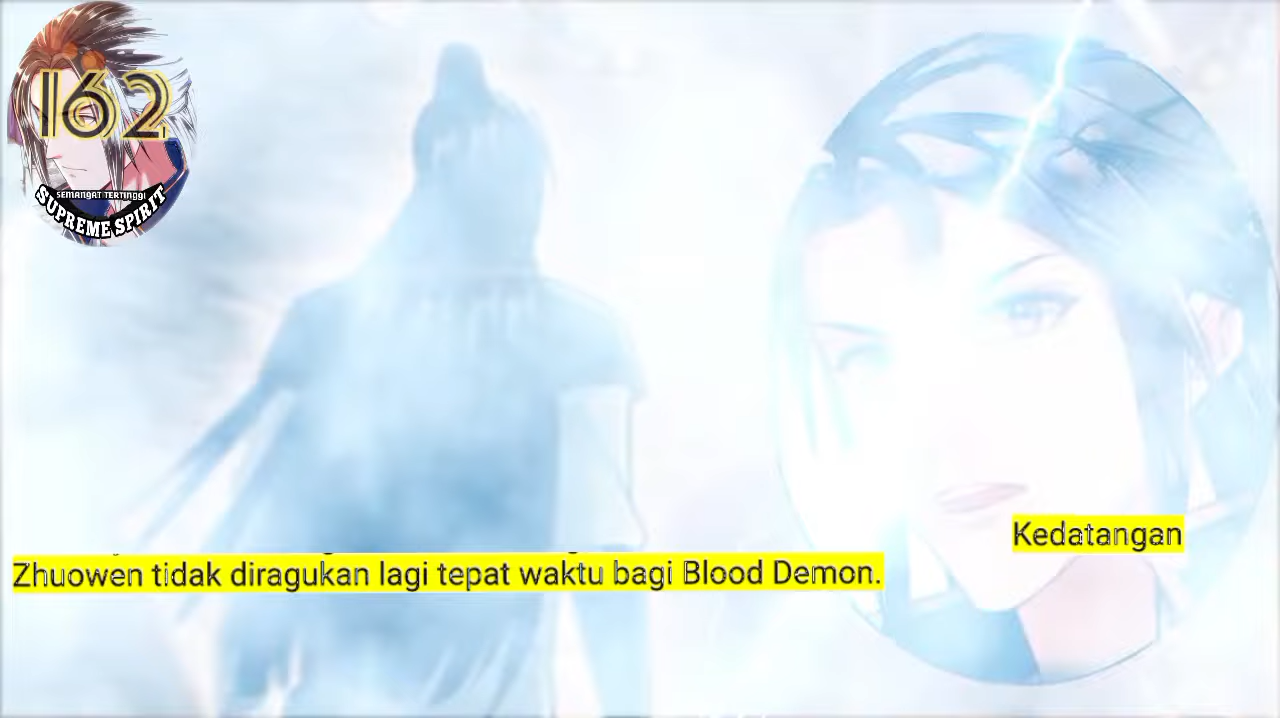 162
SEMANGAT TERTINGGI
SUPREME SPIRIT
Kedatangan
Zhuowen tidak diragukan lagi tepat waktu bagi Blood Demon.